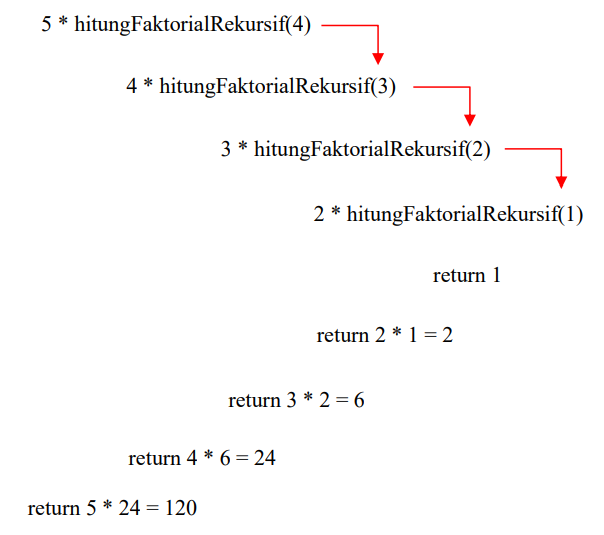 5 * hitungFaktorialRekursif(4)
4 * hitungFaktorialRekursif(3)
3 * hitungFaktorialRekursif(2)
2 * hitungFaktorialRekursif(1)
return 1
return 2 * 1 = 2
return 3 * 2 = 6
return 4 * 6 = 24
return 5 * 24 = 120